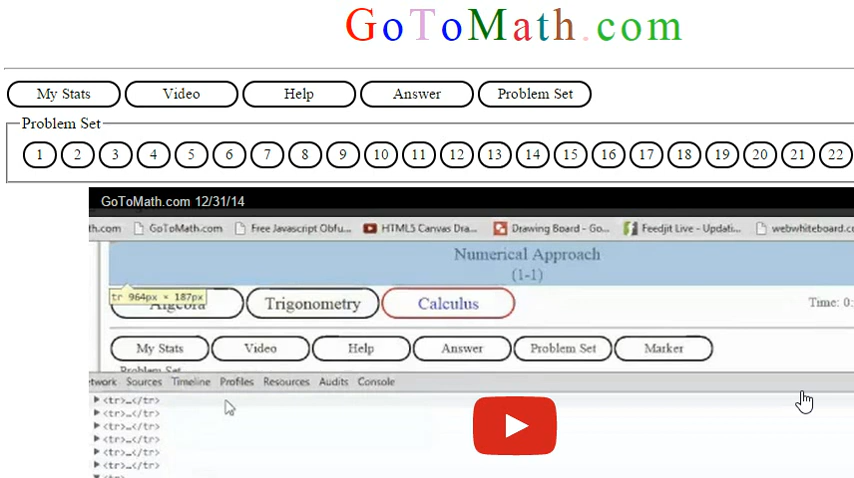 GoToMath.com
My Stats Video Help Answer Problem Set
Problem Set
1 2 3 4 5 6 7 8 9 10 11 12 13 14 15 16 17 18 19 20 21 22
GoToMath.com 12/31/14
th.com GoToMath.com Free Javascript Obfu... HTML5 Canvas Dra... Drawing Board - Go... Feedjit Live - Updati... webwhiteboard.c
Numerical Approach
(1-1)
tr 964px × 187px
Algebra Trigonometry Calculus Time: 0:
My Stats Video Help Answer Problem Set Marker
Problem Set
twork Sources Timeline Profiles Resources Audits Console
▶<tr>…</tr>
▶<tr>…</tr>
▶<tr>…</tr>
▶<tr>…</tr>
▶<tr>…</tr>
▶<tr>…</tr>
▼<tr>